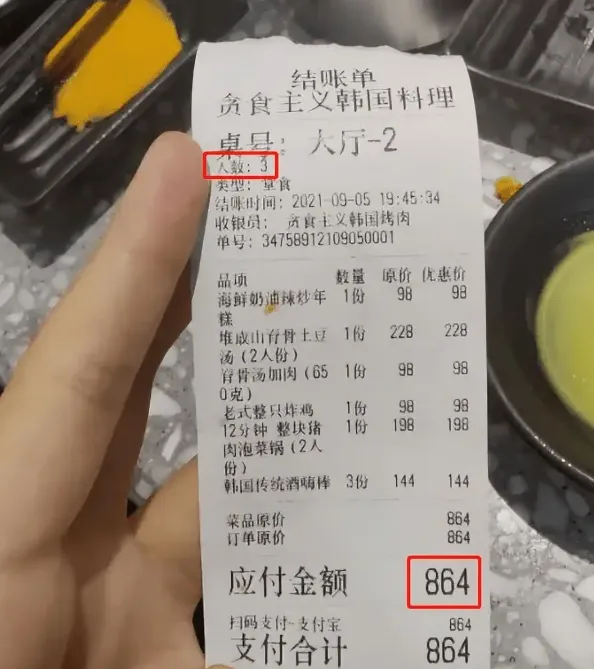 结账单
贪食主义韩国料理
桌号: 大厅-2
人数: 3
类型: 堂食
结账时间: 2021-09-05 19:45:34
收银员: 贪食主义韩国烤肉
单号: 34758912109050001
品项 数量 原价 优惠价
海鲜奶油辣炒年 1份 98 98
糕
堆成山脊骨土豆 1份 228 228
汤 (2人份)
脊骨汤加肉 (65 1份 98 98
0克)
老式整只炸鸡 1份 98 98
12分钟 整块猪 1份 198 198
肉泡菜锅 (2人
份)
韩国传统酒嗨棒 3份 144 144
菜品原价 864
订单原价 864
应付金额 864
扫码支付-支付宝 864
支付合计 864